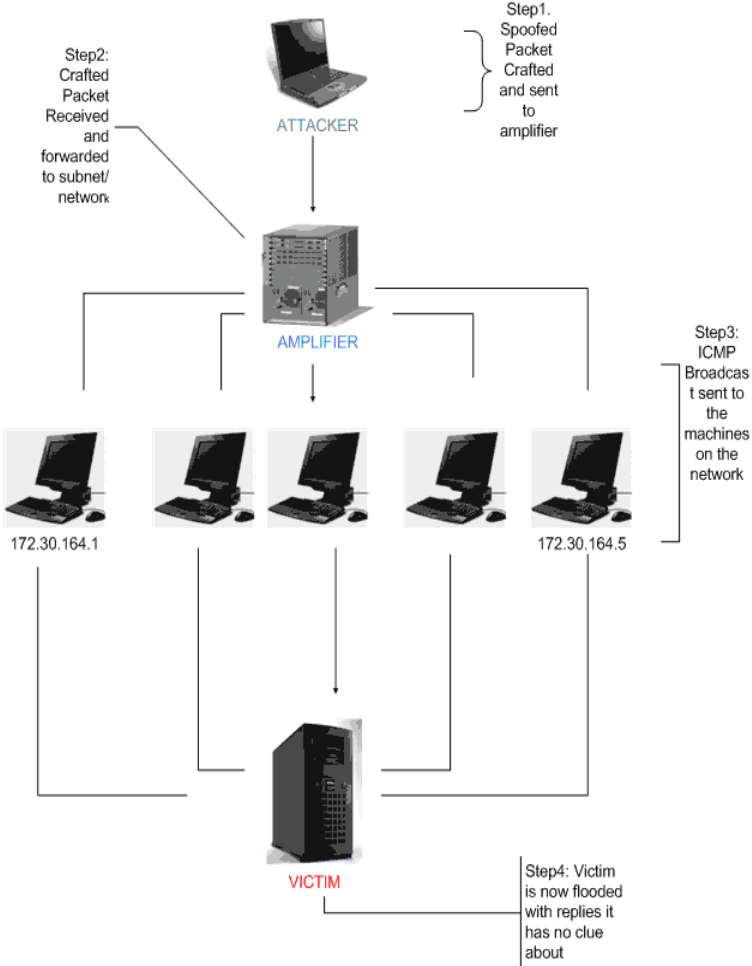 Step1.
Spoofed
Packet
Crafted
and sent
to
amplifier
Step2:
Crafted
Packet
Received
and
forwarded
to subnet/
network
ATTACKER
AMPLIFIER
Step3:
ICMP
Broadcas
t sent to
the
machines
on the
network
172.30.164.1
172.30.164.5
VICTIM
Step4: Victim
is now flooded
with replies it
has no clue
about